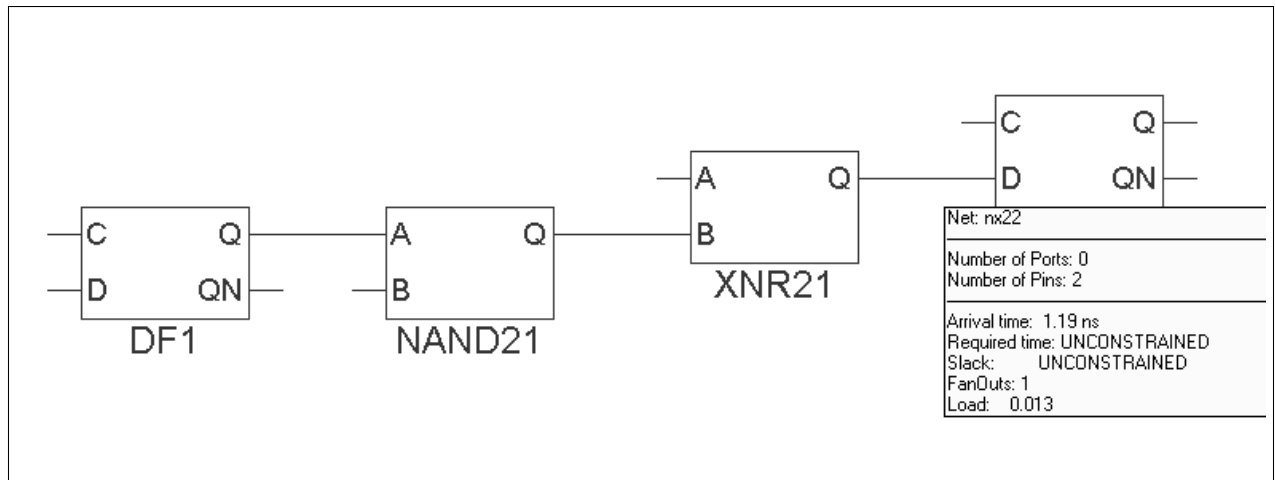 C Q
D QN
DF1
A Q
B
NAND21
A Q
B
XNR21
C Q
D QN
Net: nx22
Number of Ports: 0
Number of Pins: 2
Arrival time: 1.19 ns
Required time: UNCONSTRAINED
Slack: UNCONSTRAINED
FanOuts: 1
Load: 0.013